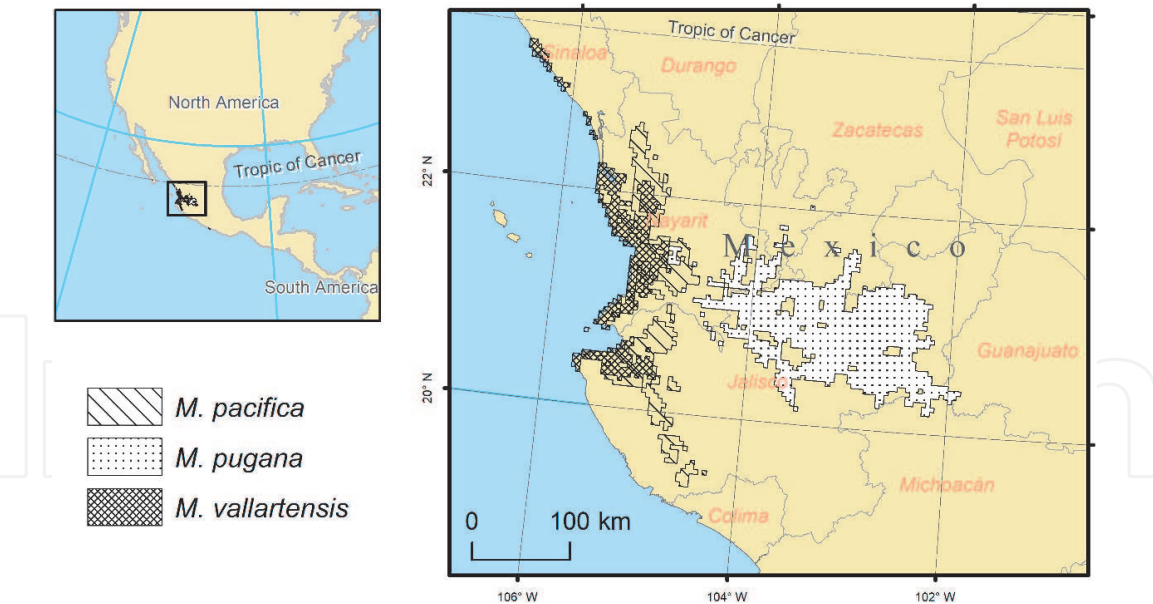 North America
Tropic of Cancer
South America
M. pacifica
M. pugana
M. vallartensis
Tropic of Cancer
Sinaloa
Durango
Zacatecas
San Luis
Potosí
Nayarit
Mexico
Guanajuato
Jalisco
Michoacán
Colima
0 100 km
22° N
20° N
106° W 104° W 102° W